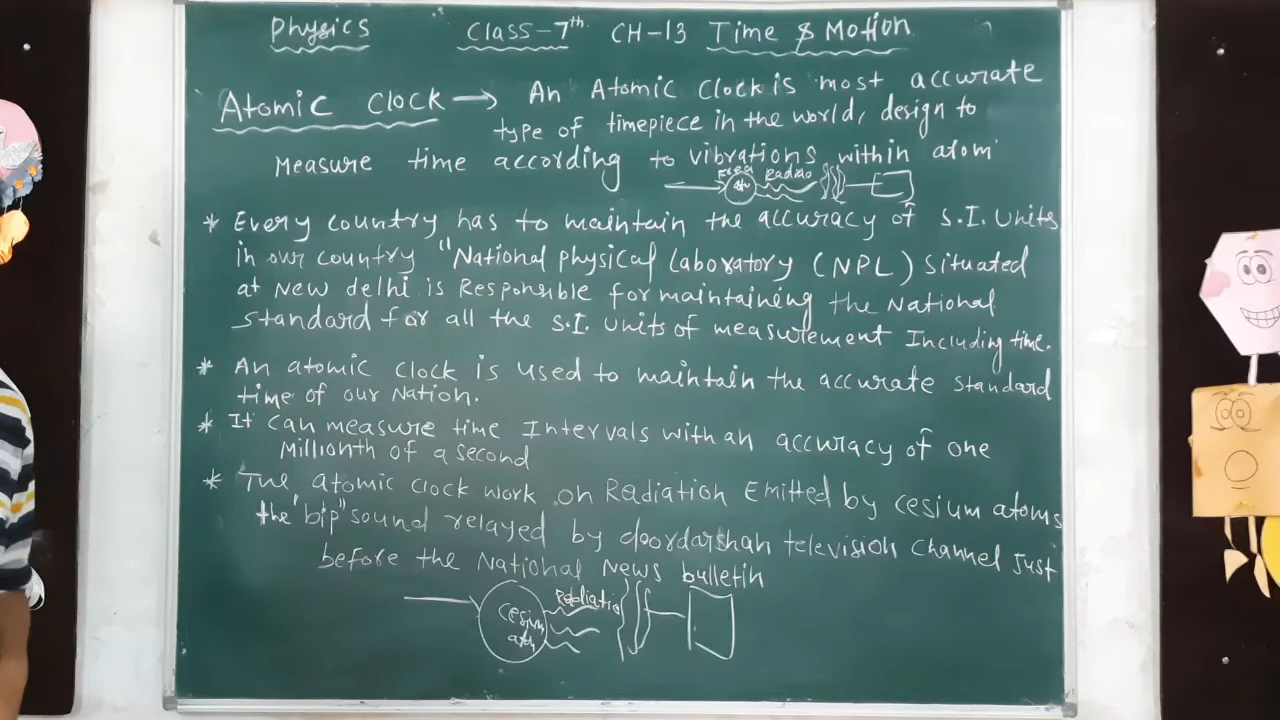 Physics Class-7th CH-13 Time & Motion
Atomic Clock → An Atomic Clock is most accurate
type of timepiece in the world, design to
Measure time according to vibrations within atom
Radiao
* Every country has to maintain the accuracy of S.I. Units
in our country "National physical Laboratory (NPL) situated
at New delhi is Responsible for maintaining the National
standard for all the S.I. Units of measurement Including time.
* An atomic clock is used to maintain the accurate standard
time of our Nation.
* It can measure time Intervals with an accuracy of one
Millionth of a second
* The atomic clock work on Radiation Emitted by cesium atoms
the "bip" sound relayed by doordarshan television channel Just
before the National News bulletin
cesium Radiatio